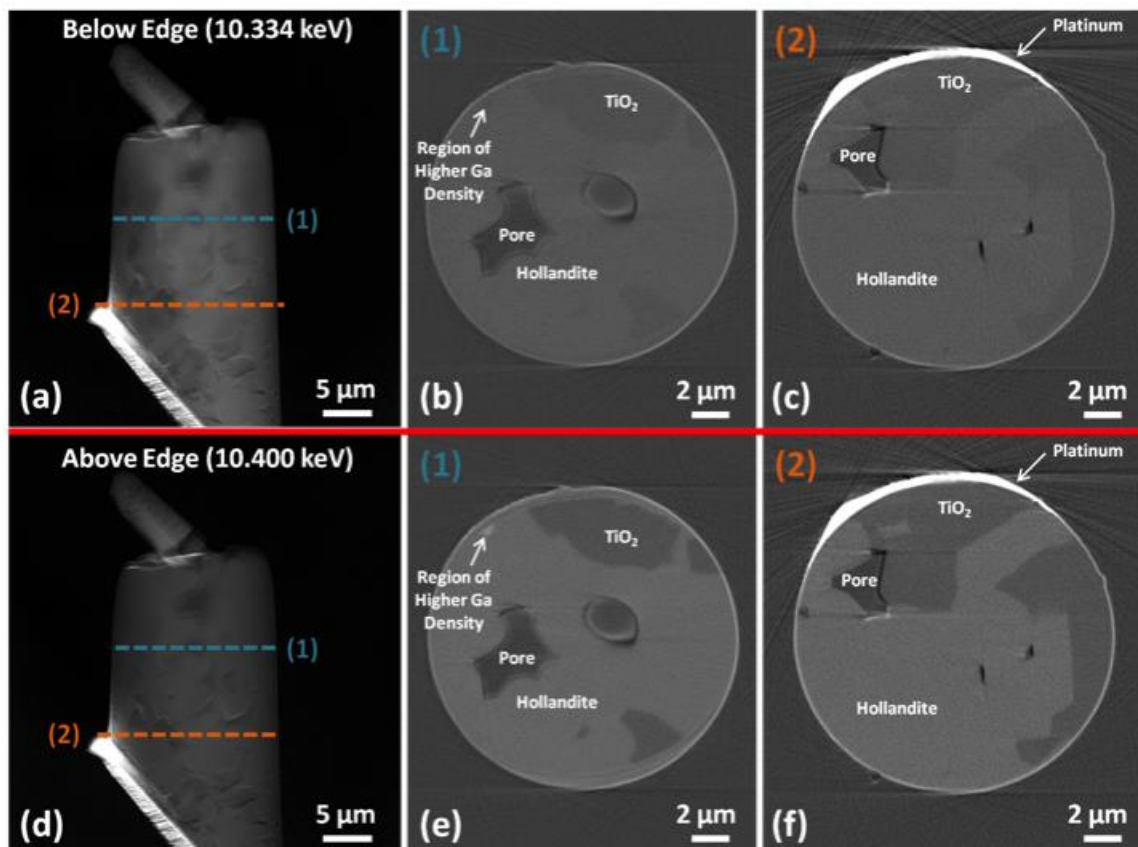 Below Edge (10.334 keV)
(1)
(2)
(a)
5 µm
(1)
TiO₂
Region of
Higher Ga
Density
Pore
Hollandite
(b)
2 µm
(2)
Platinum
TiO₂
Pore
Hollandite
(c)
2 µm
Above Edge (10.400 keV)
(1)
(2)
(d)
5 µm
(1)
TiO₂
Region of
Higher Ga
Density
Pore
Hollandite
(e)
2 µm
(2)
Platinum
TiO₂
Pore
Hollandite
(f)
2 µm